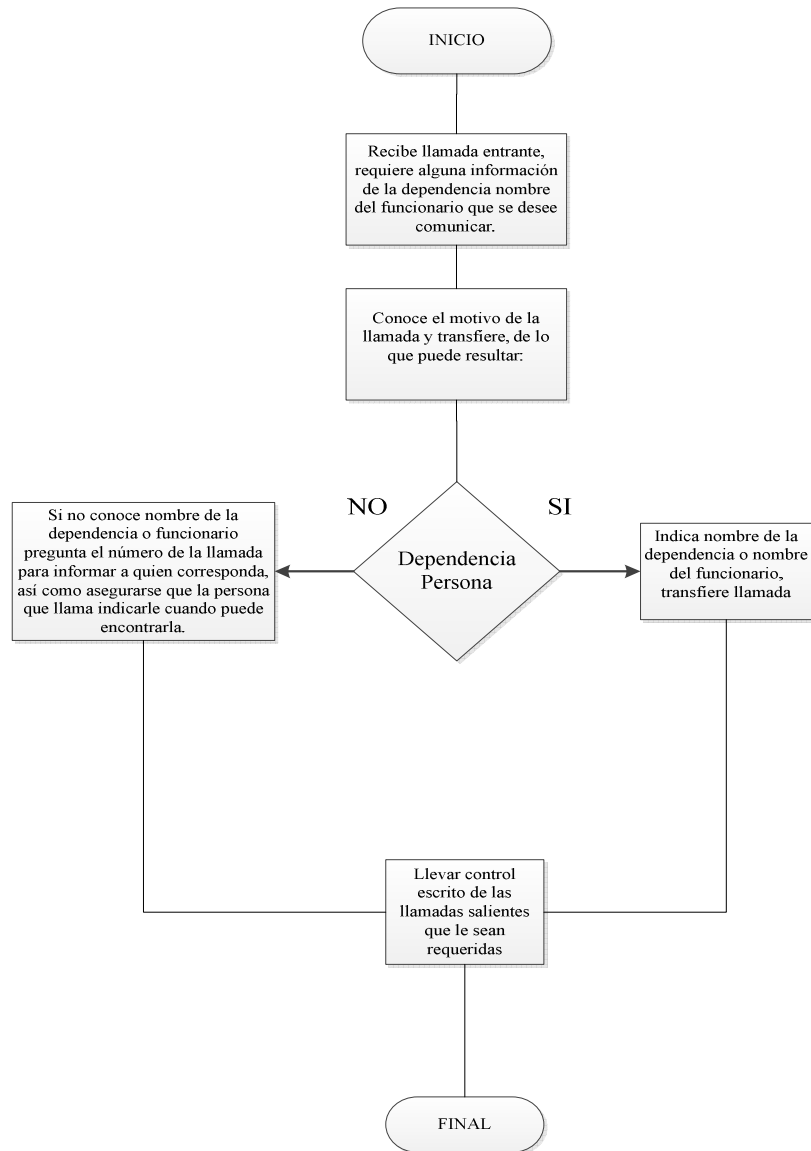 INICIO
Recibe llamada entrante,
requiere alguna información
de la dependencia nombre
del funcionario que se desee
comunicar.
Conoce el motivo de la
llamada y transfiere, de lo
que puede resultar:
NO
SI
Dependencia
Persona
Si no conoce nombre de la
dependencia o funcionario
pregunta el número de la llamada
para informar a quien corresponda,
así como asegurarse que la persona
que llama indicarle cuando puede
encontrarla.
Indica nombre de la
dependencia o nombre
del funcionario,
transfiere llamada
Llevar control
escrito de las
llamadas salientes
que le sean
requeridas
FINAL